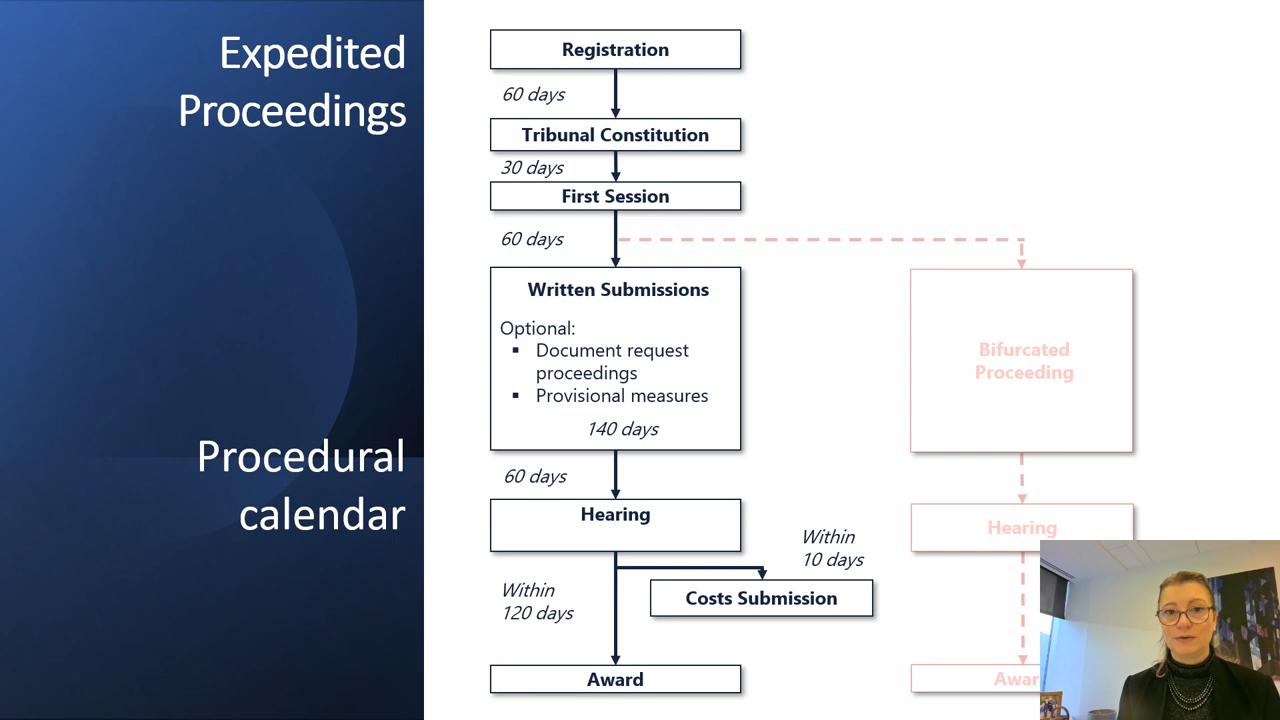 Expedited
Proceedings
Procedural
calendar
Registration
60 days
Tribunal Constitution
30 days
First Session
60 days
Written Submissions
Optional:
▪ Document request
proceedings
▪ Provisional measures
140 days
60 days
Hearing
Within
10 days
Within
120 days
Costs Submission
Award
Bifurcated
Proceeding
Hearing
Awar